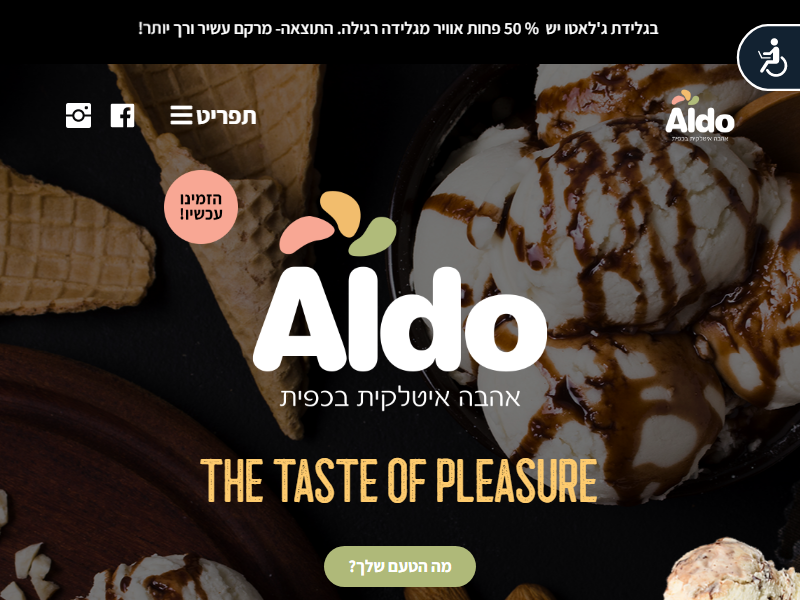 בגלידת ג'לאטו יש 50 % פחות אוויר מגלידה רגילה. התוצאה- מרקם עשיר ורך יותר!
Aldo
אהבה איטלקית בכפית
תפריט
הזמינו
עכשיו!
Aldo
אהבה איטלקית בכפית
THE TASTE OF PLEASURE
מה הטעם שלך?